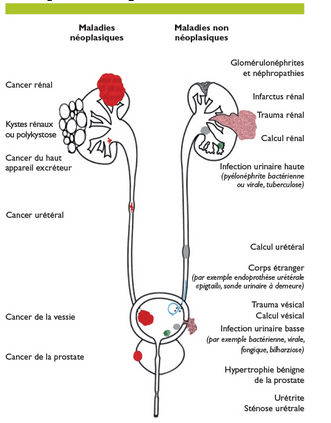 Maladies
néoplasiques
Maladies non
néoplasiques
Glomérulonéphrites
et néphropathies
Cancer rénal
Infarctus rénal
Trauma rénal
Kystes rénaux
ou polykystose
Calcul rénal
Cancer du haut
appareil excréteur
Infection urinaire haute
(pyélonéphrite bactérienne
ou virale, tuberculose)
Cancer urétéral
Calcul urétéral
Corps étranger
(par exemple endoprothèse urétérale
epigtails, sonde urinaire à demeure)
Trauma vésical
Calcul vésical
Cancer de la vessie
Infection urinaire basse
(par exemple bactérienne, virale,
fongique, bilharziose)
Cancer de la prostate
Hypertrophie bénigne
de la prostate
Urétrite
Sténose urétrale